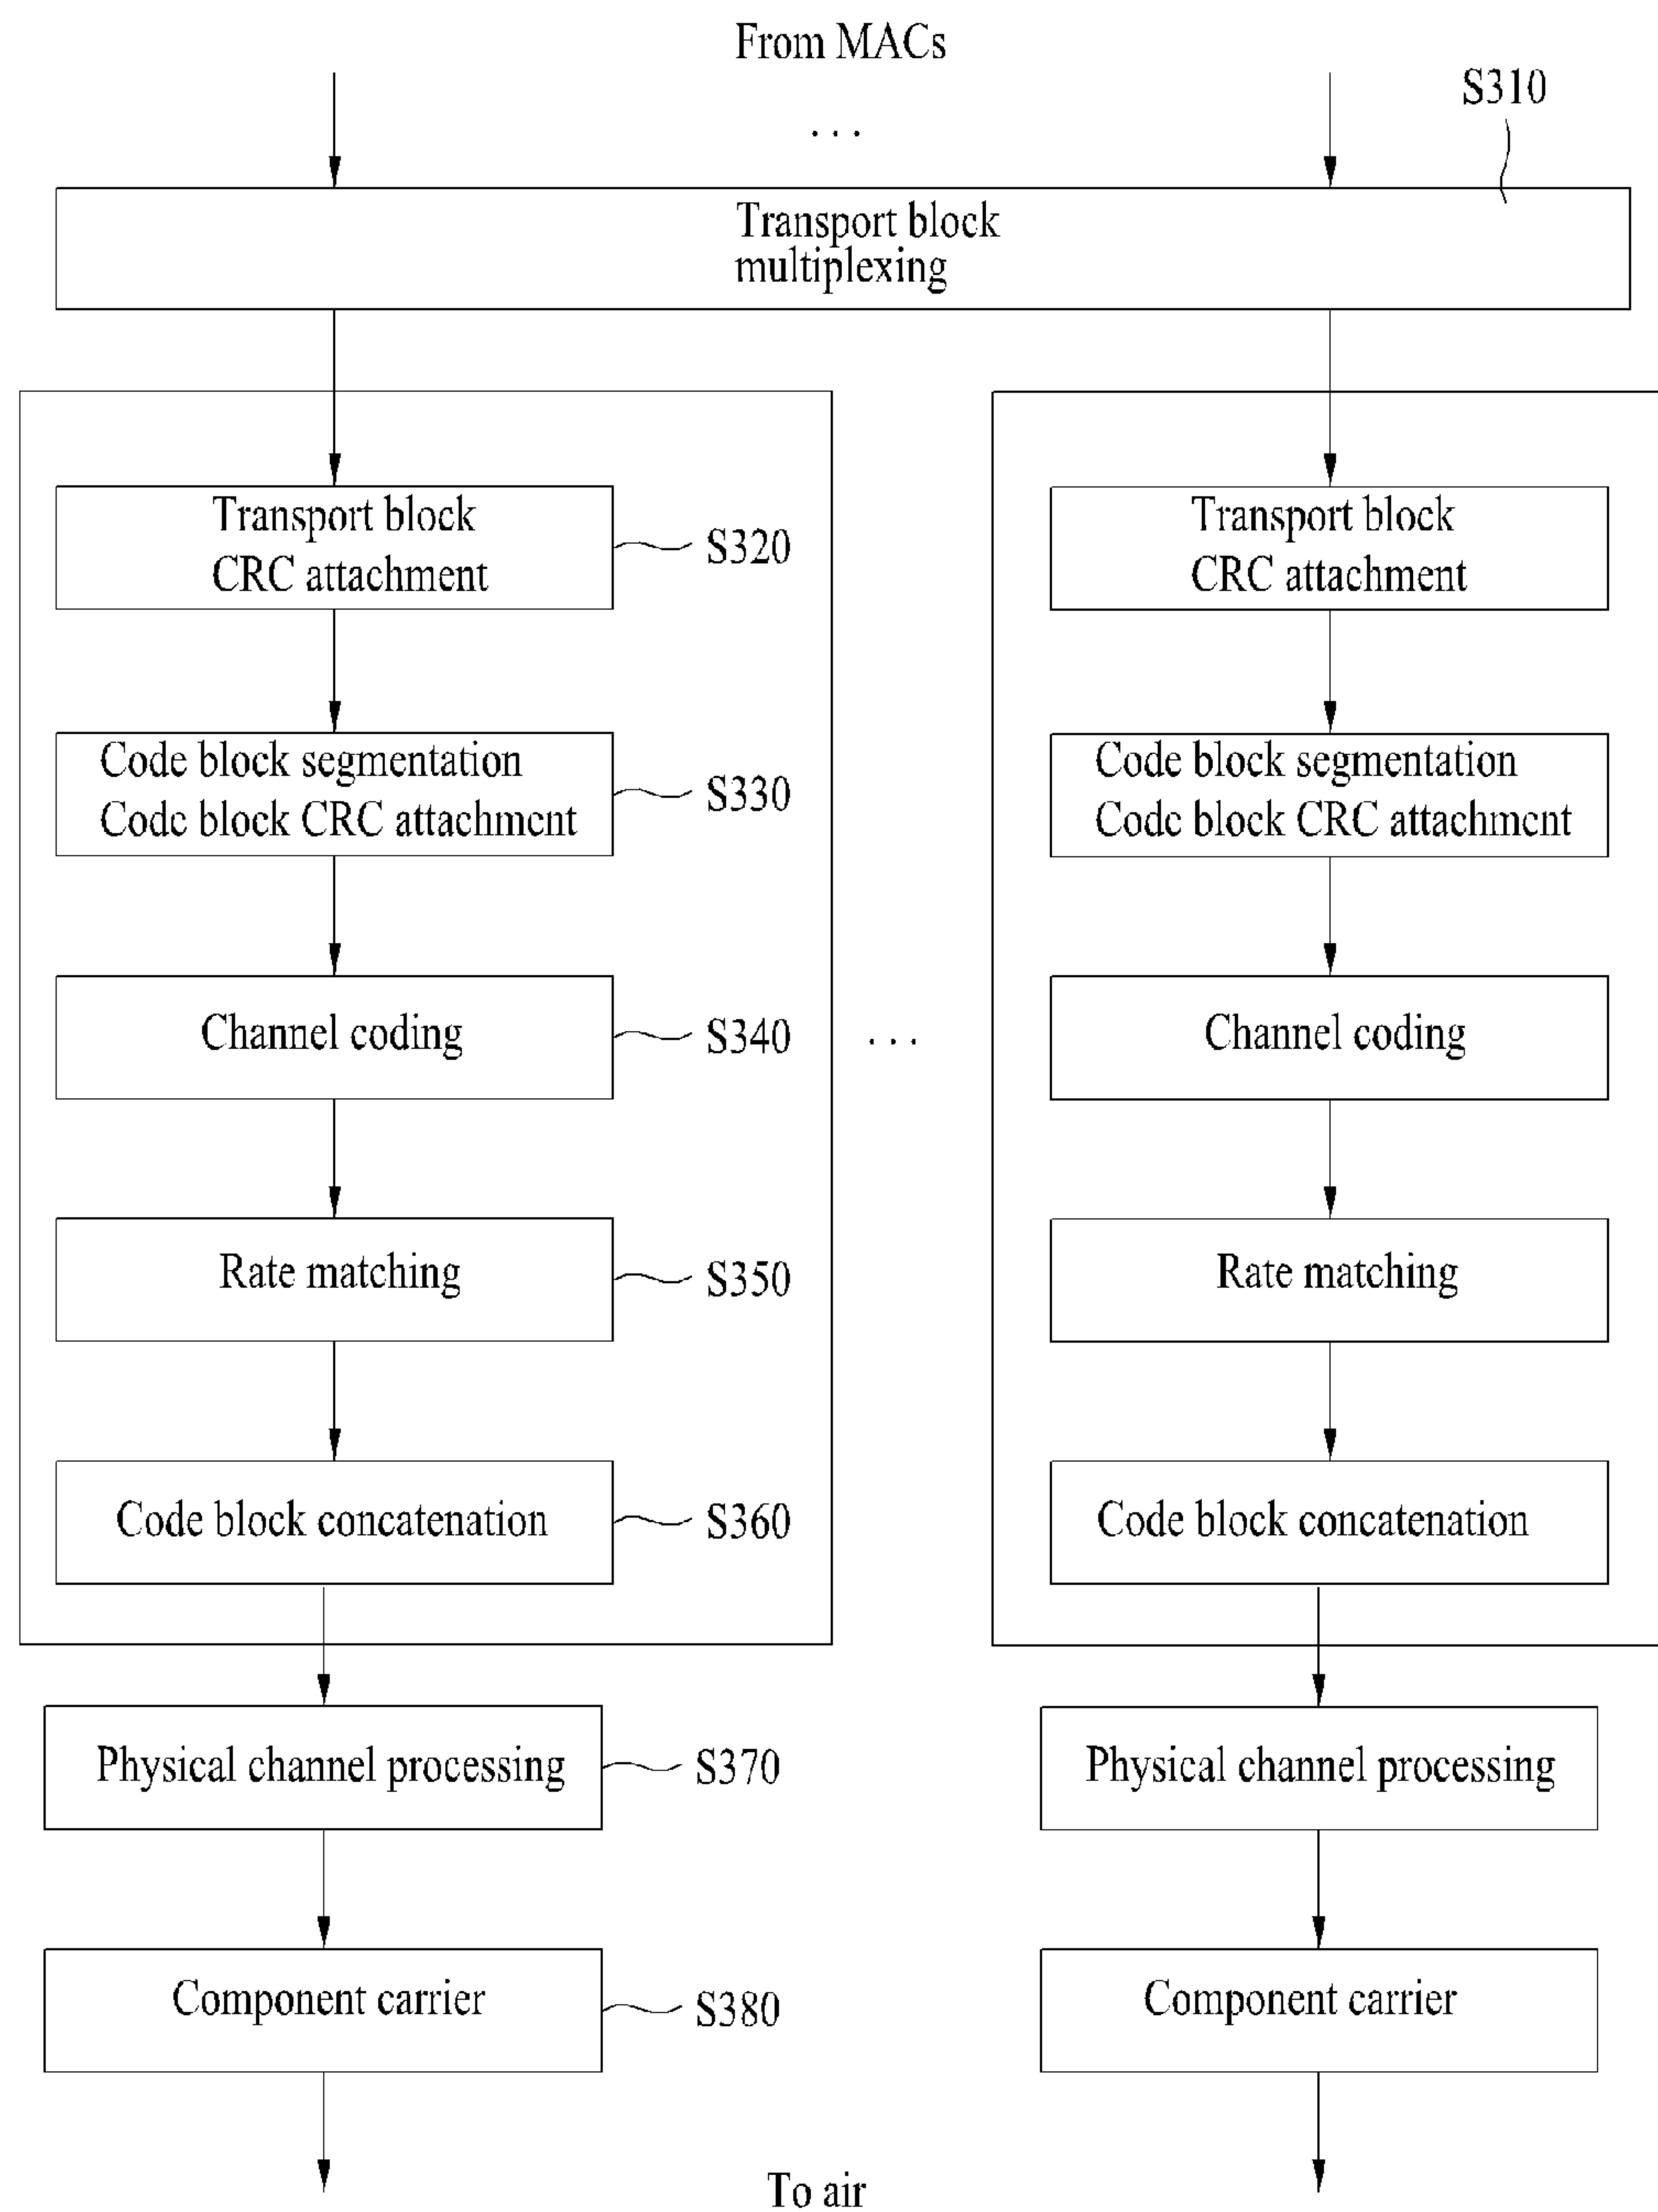 From MACs
S310
. . .
Transport block
multiplexing
Transport block
CRC attachment
S320
Transport block
CRC attachment
Code block segmentation
Code block CRC attachment
S330
Code block segmentation
Code block CRC attachment
Channel coding
S340
. . .
Channel coding
Rate matching
S350
Rate matching
Code block concatenation
S360
Code block concatenation
Physical channel processing
S370
Physical channel processing
Component carrier
S380
Component carrier
To air